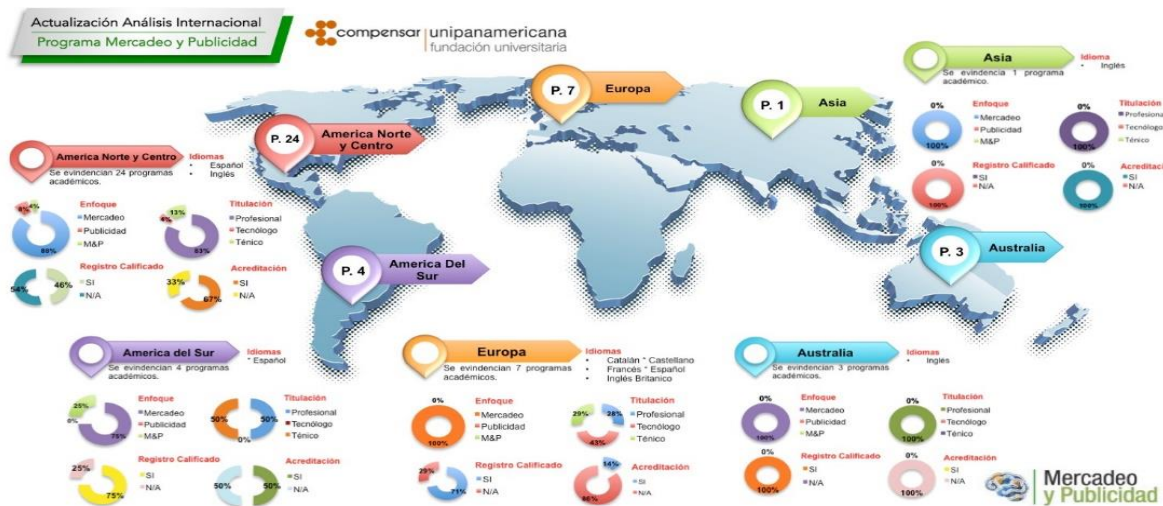 Actualización Análisis Internacional
Programa Mercadeo y Publicidad
compensar | unipanamericana
fundación universitaria
P. 24
America Norte
y Centro
P. 7
Europa
P. 1
Asia
P. 4
America Del
Sur
P. 3
Australia
America Norte y Centro
Se evidencian 24 programas
académicos.
Idiomas
• Español
• Inglés
Enfoque
Mercadeo
Publicidad
M&P
4%
8%
Titulación
Profesional
Tecnólogo
Ténico
13%
4%
83%
Registro Calificado
SI
N/A
54%
46%
Acreditación
SI
N/A
33%
67%
Asia
Se evidencia 1 programa
académico.
Idioma
• Inglés
0%
Enfoque
Mercadeo
Publicidad
M&P
100%
0%
Titulación
Profesional
Tecnólogo
Ténico
100%
0%
Registro Calificado
SI
N/A
100%
0%
Acreditación
SI
N/A
100%
America del Sur
Se evidencian 4 programas
académicos.
Idiomas
* Español
Enfoque
Mercadeo
Publicidad
M&P
25%
0%
75%
Titulación
Profesional
Tecnólogo
Ténico
50%
50%
0%
Registro Calificado
SI
N/A
25%
75%
Acreditación
SI
N/A
50%
50%
Europa
Se evidencian 7 programas
académicos.
Idiomas
• Catalán * Castellano
• Francés * Español
• Inglés Britanico
0%
Enfoque
Mercadeo
Publicidad
M&P
100%
Titulación
Profesional
Tecnólogo
Ténico
29%
28%
43%
Registro Calificado
SI
N/A
29%
71%
Acreditación
SI
N/A
14%
86%
Australia
Se evidencian 3 programas
académicos.
Idiomas
• Inglés
0%
Enfoque
Mercadeo
Publicidad
M&P
100%
0%
Titulación
Profesional
Tecnólogo
Ténico
100%
0%
Registro Calificado
SI
N/A
100%
0%
Acreditación
SI
N/A
100%
Mercadeo
y Publicidad